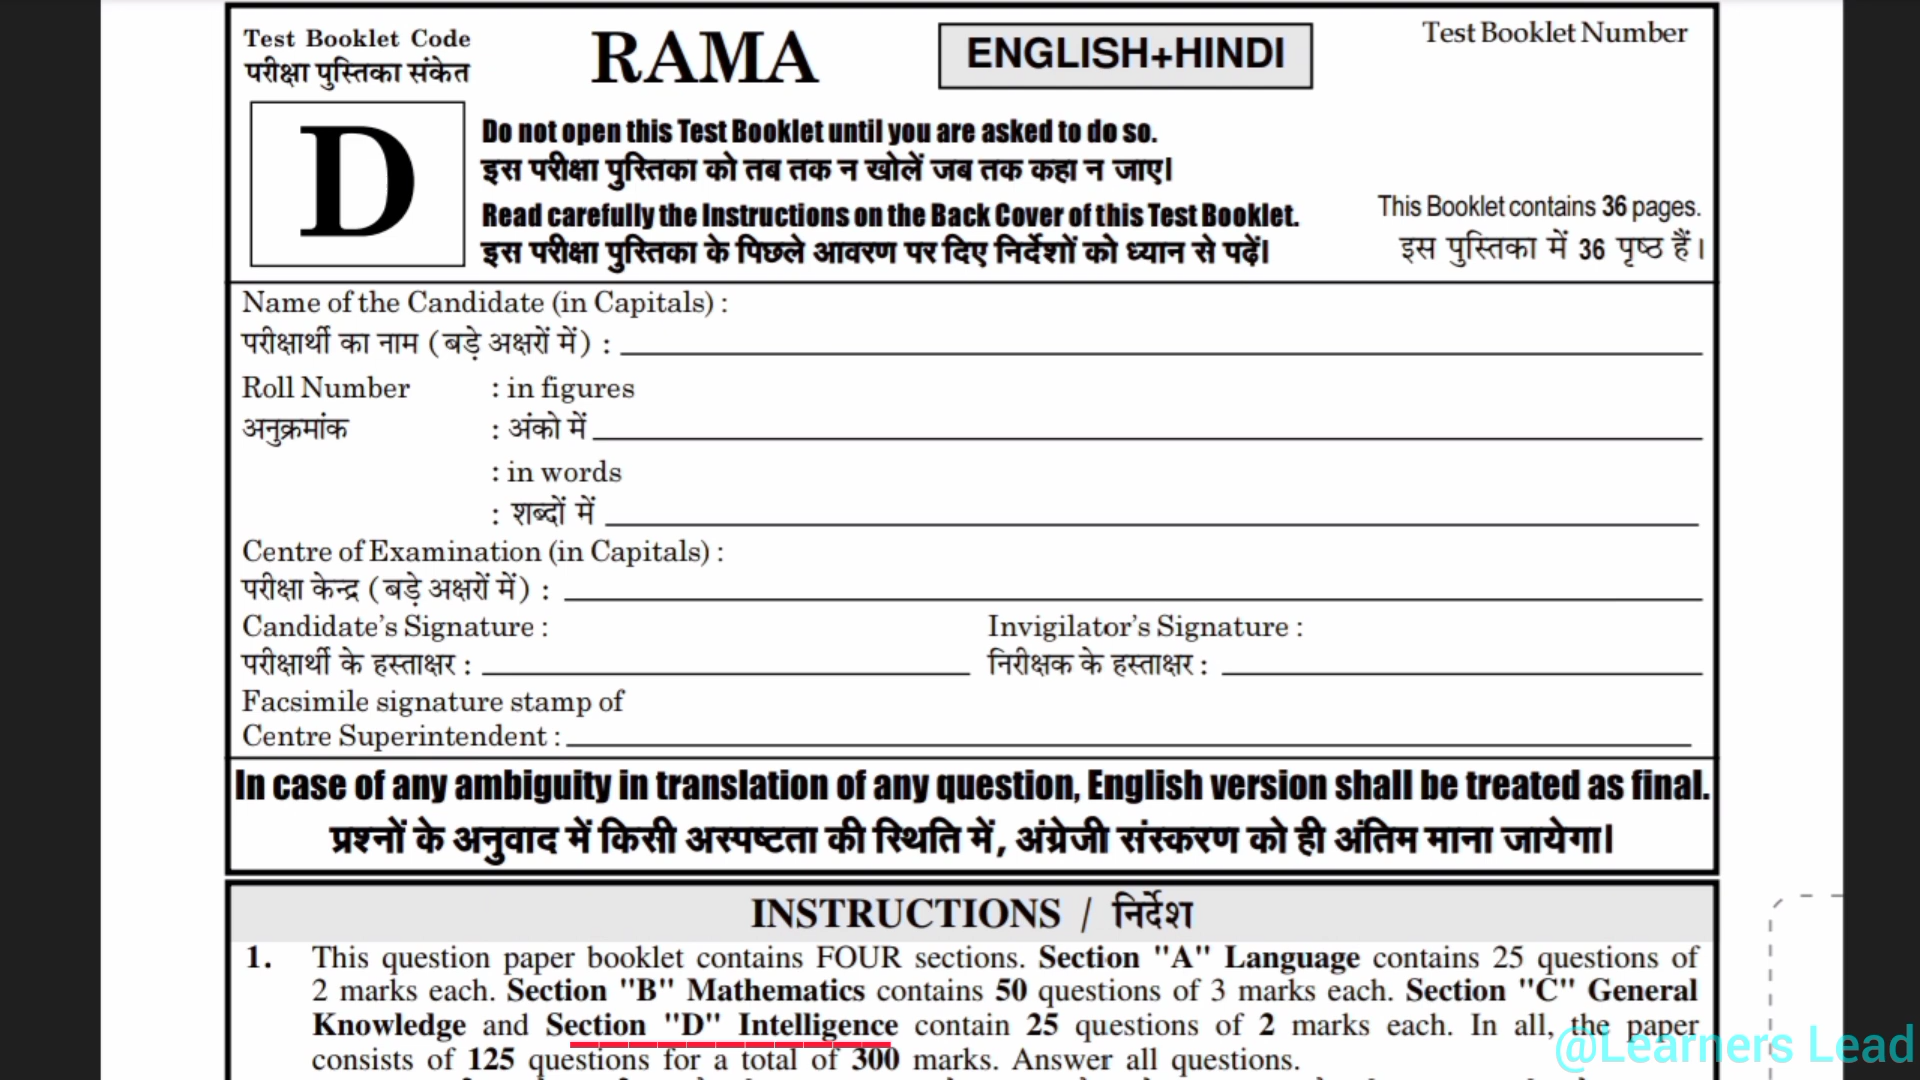 Test Booklet Code
परीक्षा पुस्तिका संकेत
RAMA
ENGLISH+HINDI
Test Booklet Number
D
Do not open this Test Booklet until you are asked to do so.
इस परीक्षा पुस्तिका को तब तक न खोलें जब तक कहा न जाए।
Read carefully the Instructions on the Back Cover of this Test Booklet.
इस परीक्षा पुस्तिका के पिछले आवरण पर दिए निर्देशों को ध्यान से पढ़ें।
This Booklet contains 36 pages.
इस पुस्तिका में 36 पृष्ठ हैं।
Name of the Candidate (in Capitals) :
परीक्षार्थी का नाम (बड़े अक्षरों में) :
Roll Number : in figures
अनुक्रमांक : अंको में
: in words
: शब्दों में
Centre of Examination (in Capitals) :
परीक्षा केन्द्र (बड़े अक्षरों में) :
Candidate's Signature : Invigilator's Signature :
परीक्षार्थी के हस्ताक्षर : निरीक्षक के हस्ताक्षर :
Facsimile signature stamp of
Centre Superintendent :
In case of any ambiguity in translation of any question, English version shall be treated as final.
प्रश्नों के अनुवाद में किसी अस्पष्टता की स्थिति में, अंग्रेजी संस्करण को ही अंतिम माना जायेगा।
INSTRUCTIONS / निर्देश
1. This question paper booklet contains FOUR sections. Section "A" Language contains 25 questions of
2 marks each. Section "B" Mathematics contains 50 questions of 3 marks each. Section "C" General
Knowledge and Section "D" Intelligence contain 25 questions of 2 marks each. In all, the paper
consists of 125 questions for a total of 300 marks. Answer all questions.
@Learners Lead